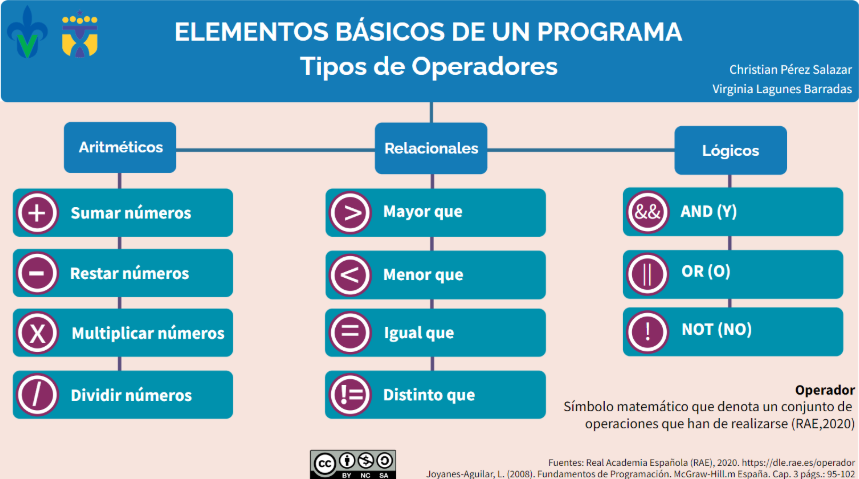 ELEMENTOS BÁSICOS DE UN PROGRAMA
Tipos de Operadores
Christian Pérez Salazar
Virginia Lagunes Barradas
Aritméticos
+ Sumar números
- Restar números
X Multiplicar números
/ Dividir números
Relacionales
> Mayor que
< Menor que
= Igual que
!= Distinto que
Lógicos
&& AND (Y)
|| OR (O)
! NOT (NO)
Operador
Símbolo matemático que denota un conjunto de
operaciones que han de realizarse (RAE,2020)
cc BY NC SA
Fuentes: Real Academia Española (RAE), 2020. https://dle.rae.es/operador
Joyanes-Aguilar, L. (2008). Fundamentos de Programación. McGraw-Hill.m España. Cap. 3 págs.: 95-102